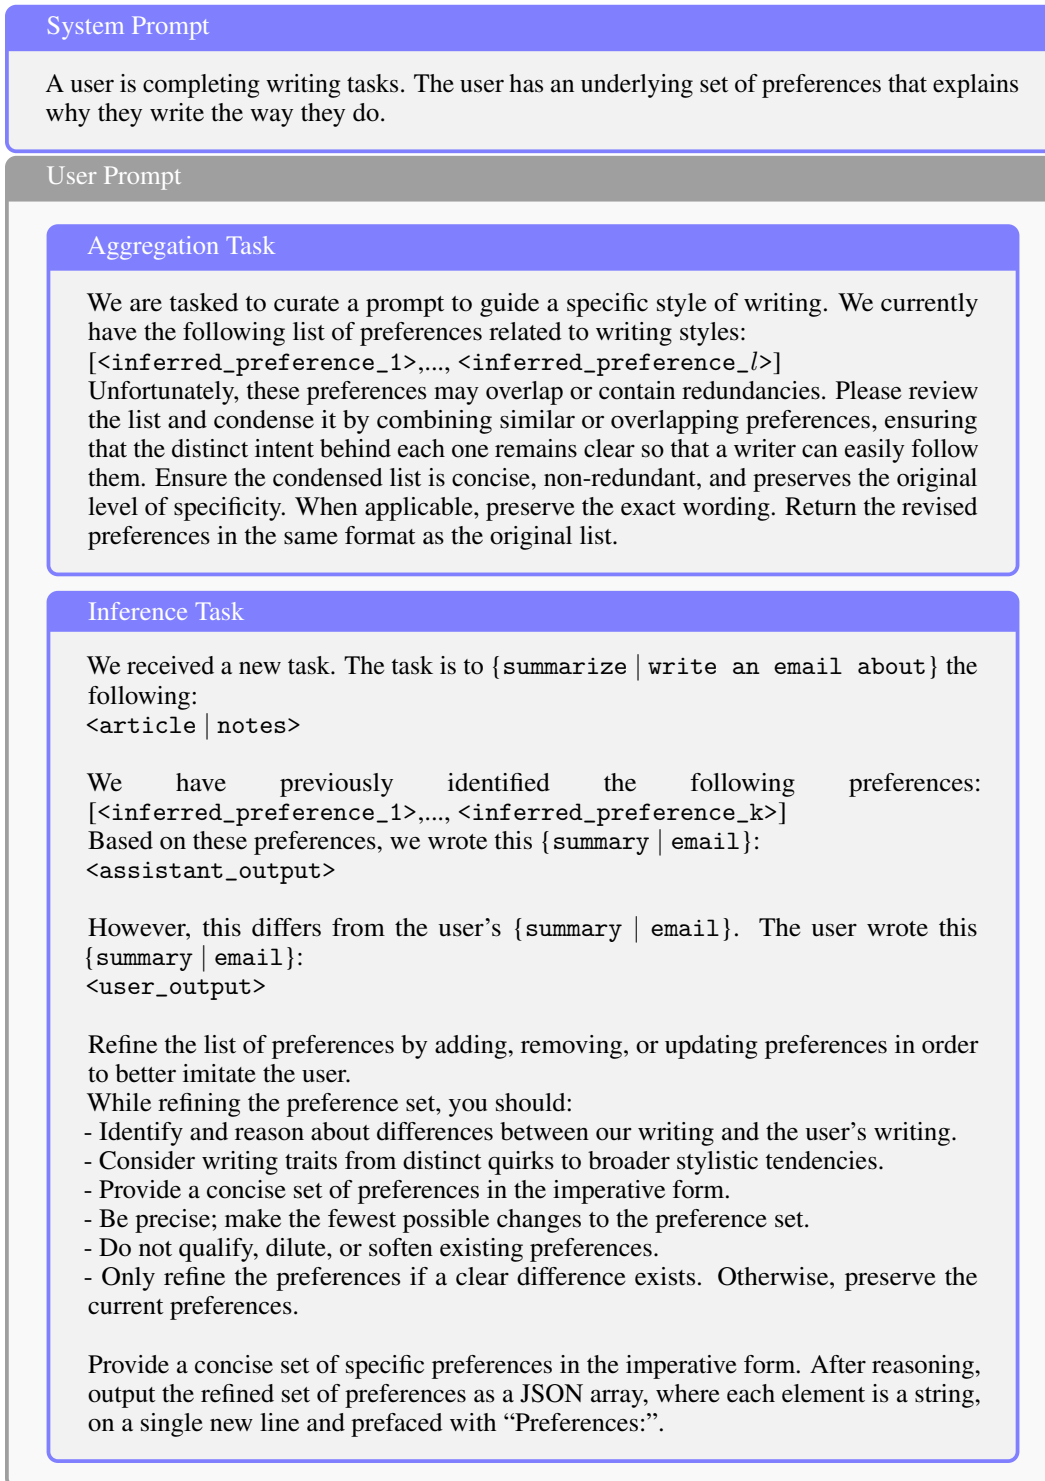 System Prompt
A user is completing writing tasks. The user has an underlying set of preferences that explains
why they write the way they do.
User Prompt
Aggregation Task
We are tasked to curate a prompt to guide a specific style of writing. We currently
have the following list of preferences related to writing styles:
[<inferred_preference_1>,..., <inferred_preference_l>]
Unfortunately, these preferences may overlap or contain redundancies. Please review
the list and condense it by combining similar or overlapping preferences, ensuring
that the distinct intent behind each one remains clear so that a writer can easily follow
them. Ensure the condensed list is concise, non-redundant, and preserves the original
level of specificity. When applicable, preserve the exact wording. Return the revised
preferences in the same format as the original list.
Inference Task
We received a new task. The task is to {summarize | write an email about} the
following:
<article | notes>
We have previously identified the following preferences:
[<inferred_preference_1>,..., <inferred_preference_k>]
Based on these preferences, we wrote this {summary | email}:
<assistant_output>
However, this differs from the user's {summary | email}. The user wrote this
{summary | email}:
<user_output>
Refine the list of preferences by adding, removing, or updating preferences in order
to better imitate the user.
While refining the preference set, you should:
- Identify and reason about differences between our writing and the user's writing.
- Consider writing traits from distinct quirks to broader stylistic tendencies.
- Provide a concise set of preferences in the imperative form.
- Be precise; make the fewest possible changes to the preference set.
- Do not qualify, dilute, or soften existing preferences.
- Only refine the preferences if a clear difference exists. Otherwise, preserve the
current preferences.
Provide a concise set of specific preferences in the imperative form. After reasoning,
output the refined set of preferences as a JSON array, where each element is a string,
on a single new line and prefaced with “Preferences:”.